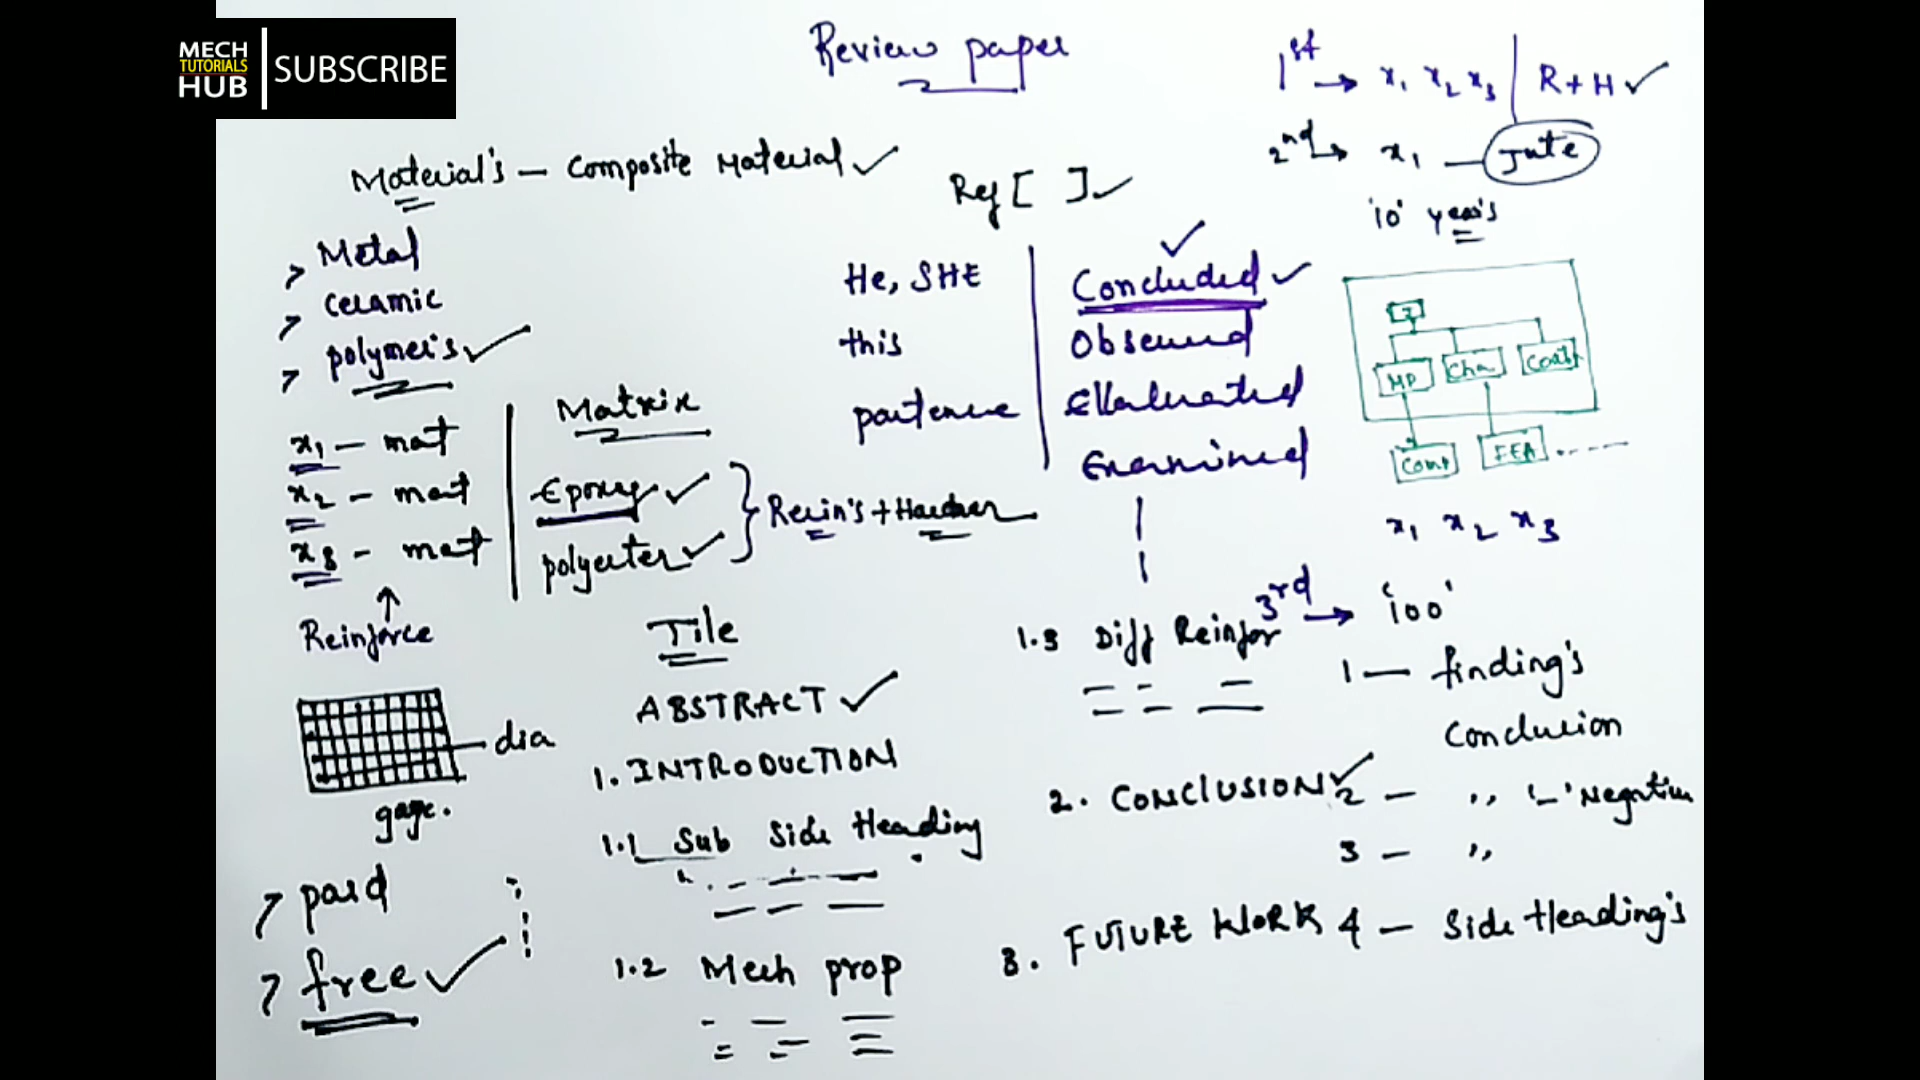 MECH
TUTORIALS
HUB
SUBSCRIBE
Review paper
Material's - Composite Material ✓
> Metal
> Ceramic
> polymer's ✓
x1 - mat
x2 - mat
x3 - mat
Reinforce
Matrix
Epoxy ✓
polyester ✓
Resin's + Hardner
dia
gage.
> paid
> free ✓
Tile
ABSTRACT ✓
1. INTRODUCTION
1.1 Sub Side Heading
1.2 Mech prop
Ref [ ] ✓
He, SHE
this
Concluded ✓
Observed
Evaluated
Examined
1.3 Diff Reinfor
2. CONCLUSION ✓
3. FUTURE WORK
1st → x1 x2 x3 | R + H ✓
2nd → x1 — Jute
'10' years
MP
Cha
FEA
x1 x2 x3
3rd → '100'
1 — finding's
Conclusion
2 — ,, '-' Negative
3 — ,,
4 — Side Heading's